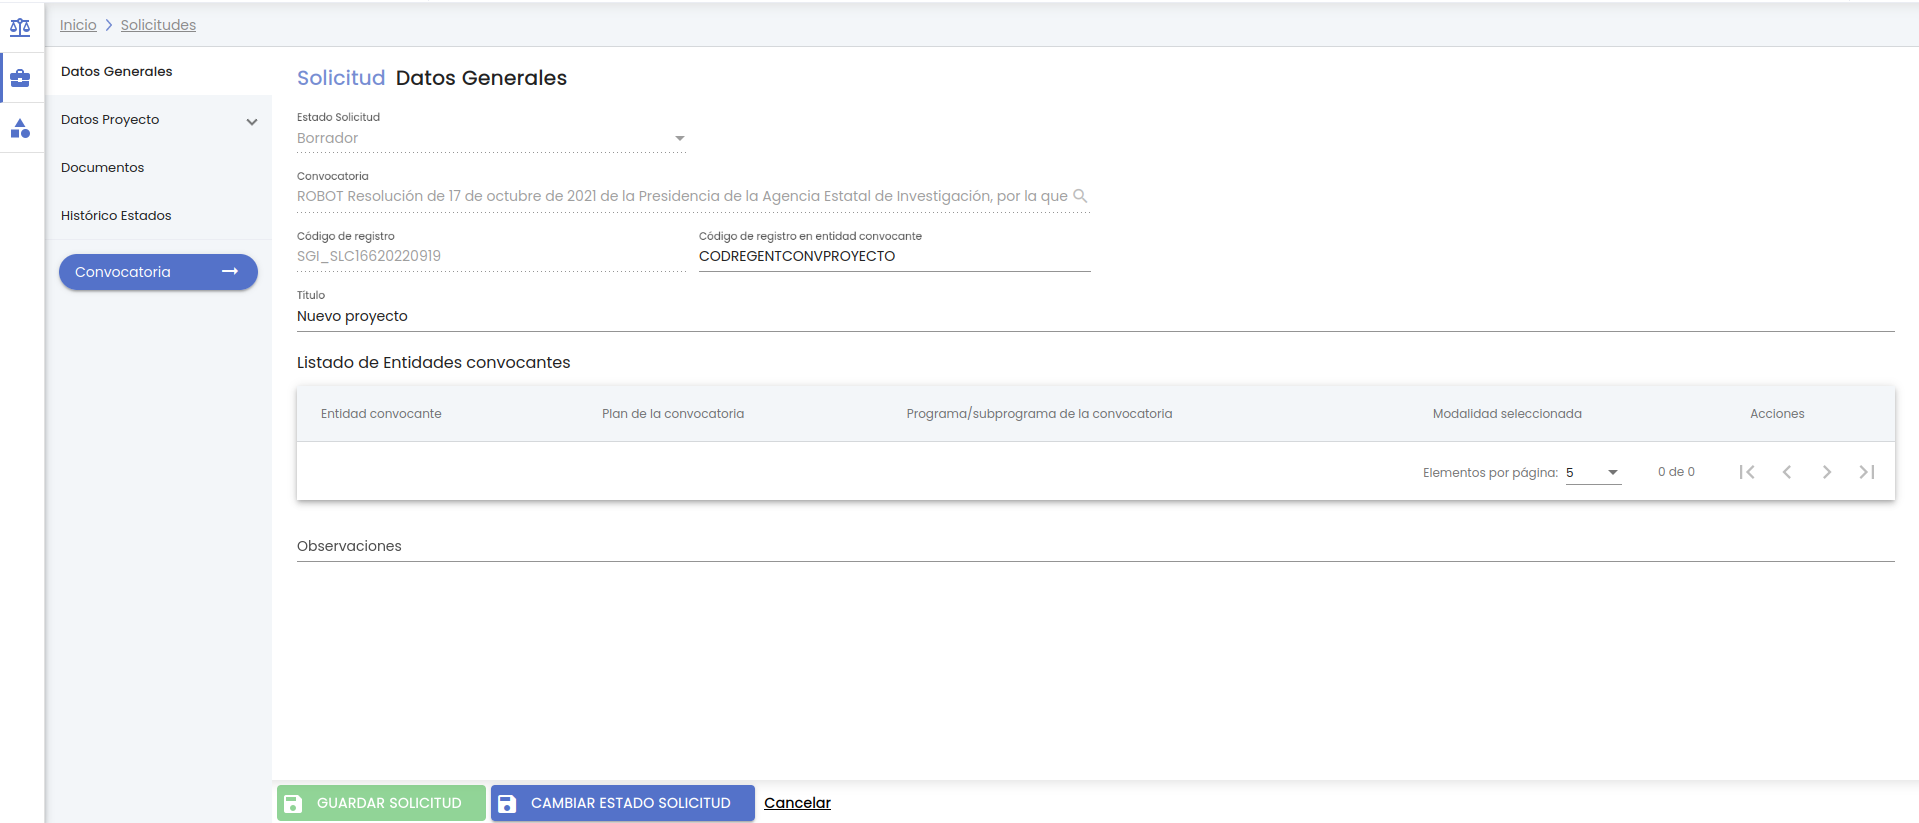 Inicio > Solicitudes
Datos Generales
Datos Proyecto
Documentos
Histórico Estados
Convocatoria
Solicitud Datos Generales
Estado Solicitud
Borrador
Convocatoria
ROBOT Resolución de 17 de octubre de 2021 de la Presidencia de la Agencia Estatal de Investigación, por la que
Código de registro
SGI_SLC16620220919
Código de registro en entidad convocante
CODREGENTCONVPROYECTO
Título
Nuevo proyecto
Listado de Entidades convocantes
Entidad convocante Plan de la convocatoria Programa/subprograma de la convocatoria Modalidad seleccionada Acciones
Elementos por página: 5 0 de 0
Observaciones
GUARDAR SOLICITUD CAMBIAR ESTADO SOLICITUD Cancelar